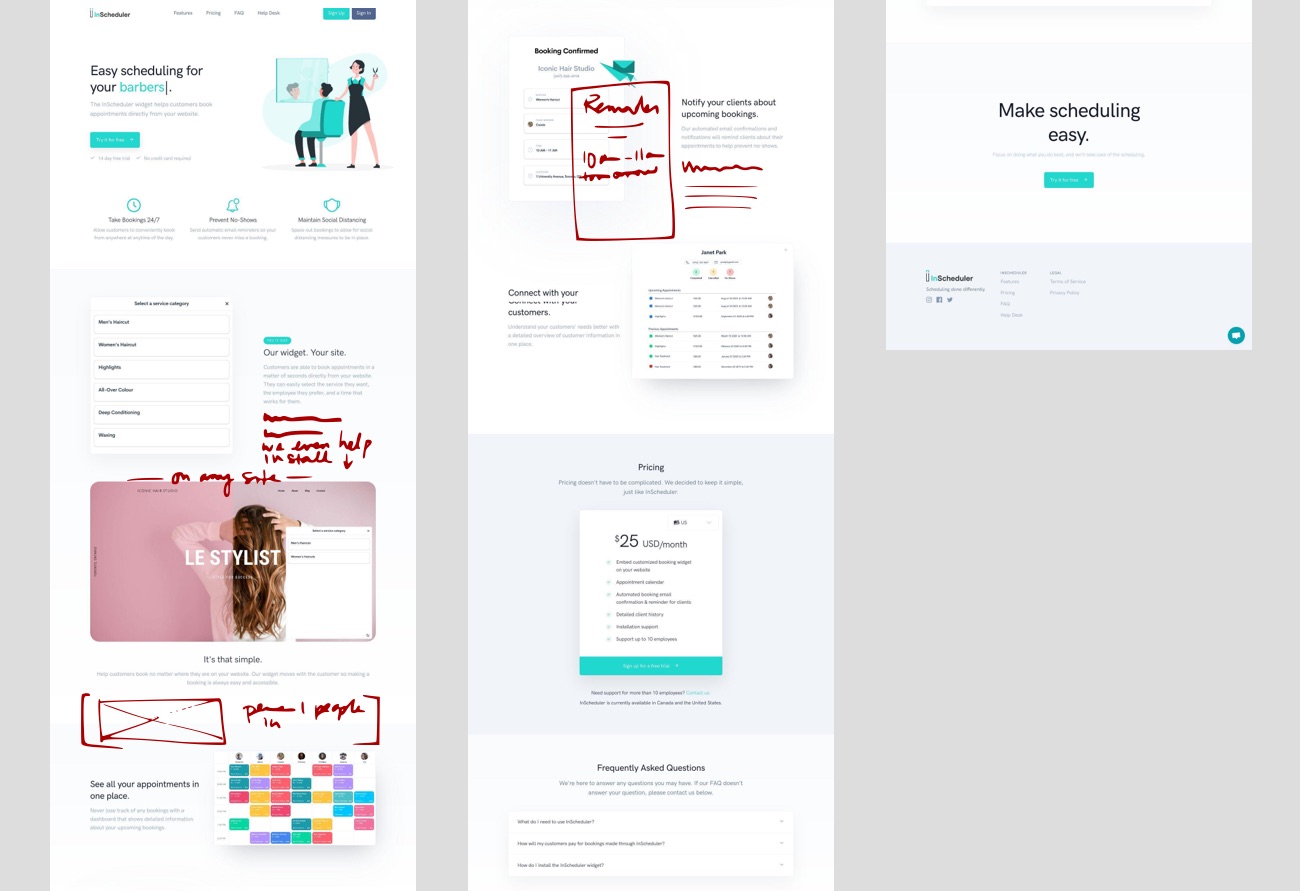 InScheduler
Features Pricing FAQ Help Desk
Sign Up Sign In
Easy scheduling for
your barbers|.
The InScheduler widget helps customers book
appointments directly from your website.
Try it for free
14 day free trial No credit card required
Take Bookings 24/7
Allow customers to conveniently book
from anywhere at anytime of the day.
Prevent No-Shows
Send automatic email reminders so your
customers never miss a booking.
Maintain Social Distancing
Space out bookings to allow for social
distancing measures to be in place.
Select a service category
Men's Haircut
Women's Haircut
Highlights
All-Over Colour
Deep Conditioning
Waxing
Our widget. Your site.
Customers are able to book appointments in a
matter of seconds directly from your website.
They can easily select the service they want,
the employee they prefer, and a time that
works for them.
we even help
install
on any site
ICONIC HAIR STUDIO
Home About Blog Contact
LE STYLIST
Select a service category
Men's Haircuts
Women's Haircuts
It's that simple.
Help customers book no matter where they are on your website. Our widget moves with the customer so making a
booking is always easy and accessible.
people
in
See all your appointments in
one place.
Never lose track of any bookings with a
dashboard that shows detailed information
about your upcoming bookings.
Booking Confirmed
Iconic Hair Studio
Women's Haircut
10 AM - 11 AM
Reminder
10am - 11am
tomorrow
Notify your clients about
upcoming bookings.
Our automated email confirmations and
notifications will remind clients about their
appointments to help prevent no-shows.
Connect with your
customers.
Understand your customers' needs better with
a detailed overview of customer information in
one place.
Janet Park
Upcoming Appointments
Previous Appointments
Pricing
Pricing doesn't have to be complicated. We decided to keep it simple,
just like InScheduler.
US
$25 USD/month
Embed customized booking widget
on your website
Appointment calendar
Automated booking email
confirmation & reminder for clients
Detailed client history
Installation support
Support up to 10 employees
Sign up for a free trial
Need support for more than 10 employees? Contact us.
InScheduler is currently available in Canada and the United States.
Frequently Asked Questions
We're here to answer any questions you may have. If our FAQ doesn't
answer your question, please contact us below.
What do I need to use InScheduler?
How will my customers pay for bookings made through InScheduler?
How do I install the InScheduler widget?
Make scheduling
easy.
Focus on doing what you do best, and we'll take care of the scheduling.
Try it for free
InScheduler
Scheduling done differently.
INSCHEDULER
Features
Pricing
FAQ
Help Desk
LEGAL
Terms of Service
Privacy Policy